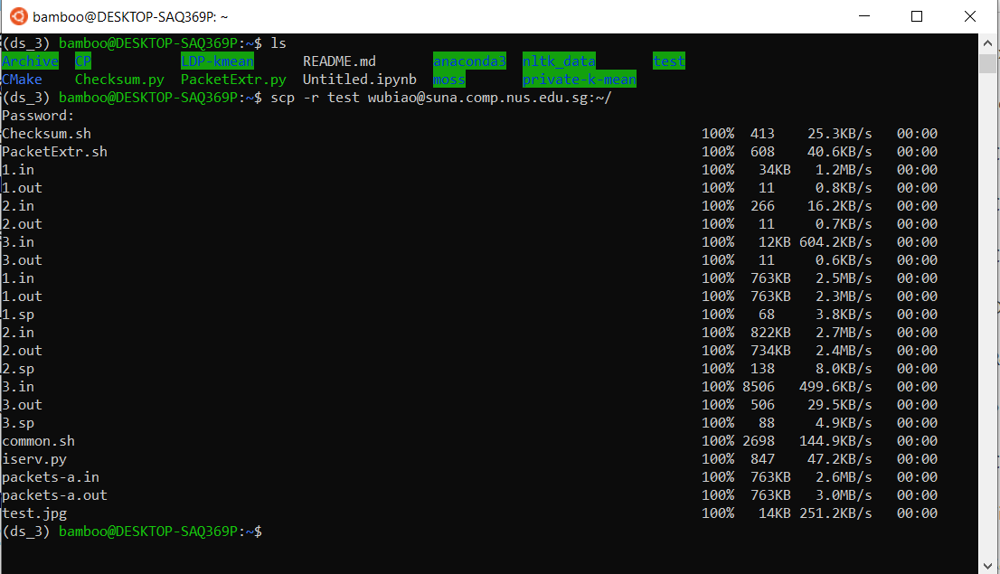 bamboo@DESKTOP-SAQ369P: ~
(ds_3) bamboo@DESKTOP-SAQ369P:~$ ls
Archive CP LDP-kmean README.md anaconda3 nltk_data test
CMake Checksum.py PacketExtr.py Untitled.ipynb moss private-k-mean
(ds_3) bamboo@DESKTOP-SAQ369P:~$ scp -r test wubiao@suna.comp.nus.edu.sg:~/
Password:
Checksum.sh 100% 413 25.3KB/s 00:00
PacketExtr.sh 100% 608 40.6KB/s 00:00
1.in 100% 34KB 1.2MB/s 00:00
1.out 100% 11 0.8KB/s 00:00
2.in 100% 266 16.2KB/s 00:00
2.out 100% 11 0.7KB/s 00:00
3.in 100% 12KB 604.2KB/s 00:00
3.out 100% 11 0.6KB/s 00:00
1.in 100% 763KB 2.5MB/s 00:00
1.out 100% 763KB 2.3MB/s 00:00
1.sp 100% 68 3.8KB/s 00:00
2.in 100% 822KB 2.7MB/s 00:00
2.out 100% 734KB 2.4MB/s 00:00
2.sp 100% 138 8.0KB/s 00:00
3.in 100% 8506 499.6KB/s 00:00
3.out 100% 506 29.5KB/s 00:00
3.sp 100% 88 4.9KB/s 00:00
common.sh 100% 2698 144.9KB/s 00:00
iserv.py 100% 847 47.2KB/s 00:00
packets-a.in 100% 763KB 2.6MB/s 00:00
packets-a.out 100% 763KB 3.0MB/s 00:00
test.jpg 100% 14KB 251.2KB/s 00:00
(ds_3) bamboo@DESKTOP-SAQ369P:~$